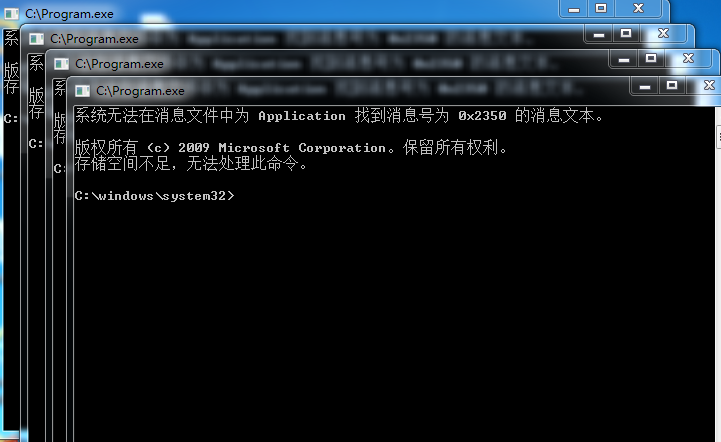 C:\Program.exe
C:\Program.exe
C:\Program.exe
C:\Program.exe
系
版
存
C:
系
版
存
C:
系
版
存
C:
系统无法在消息文件中为 Application 找到消息号为 0x2350 的消息文本。
版权所有 (c) 2009 Microsoft Corporation。保留所有权利。
存储空间不足，无法处理此命令。
C:\windows\system32>